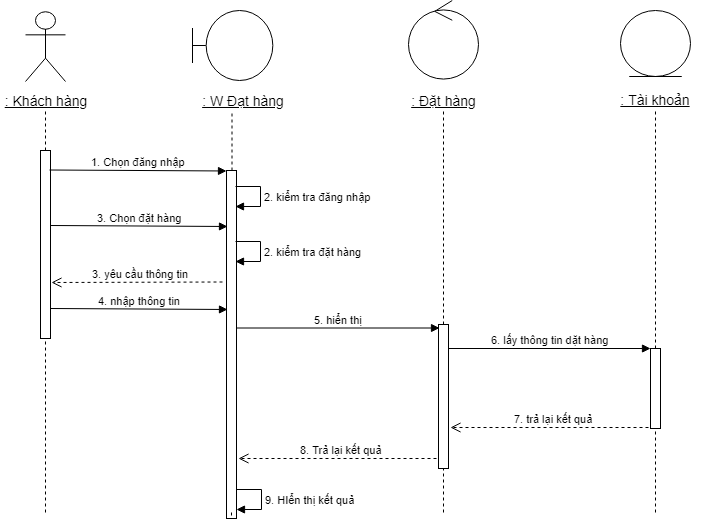 : Khách hàng
: W Đạt hàng
: Đặt hàng
: Tài khoản
1. Chọn đăng nhập
2. kiểm tra đăng nhập
3. Chọn đặt hàng
2. kiểm tra đặt hàng
3. yêu cầu thông tin
4. nhập thông tin
5. hiển thị
6. lấy thông tin dặt hàng
7. trả lại kết quả
8. Trả lại kết quả
9. HIển thị kết quả